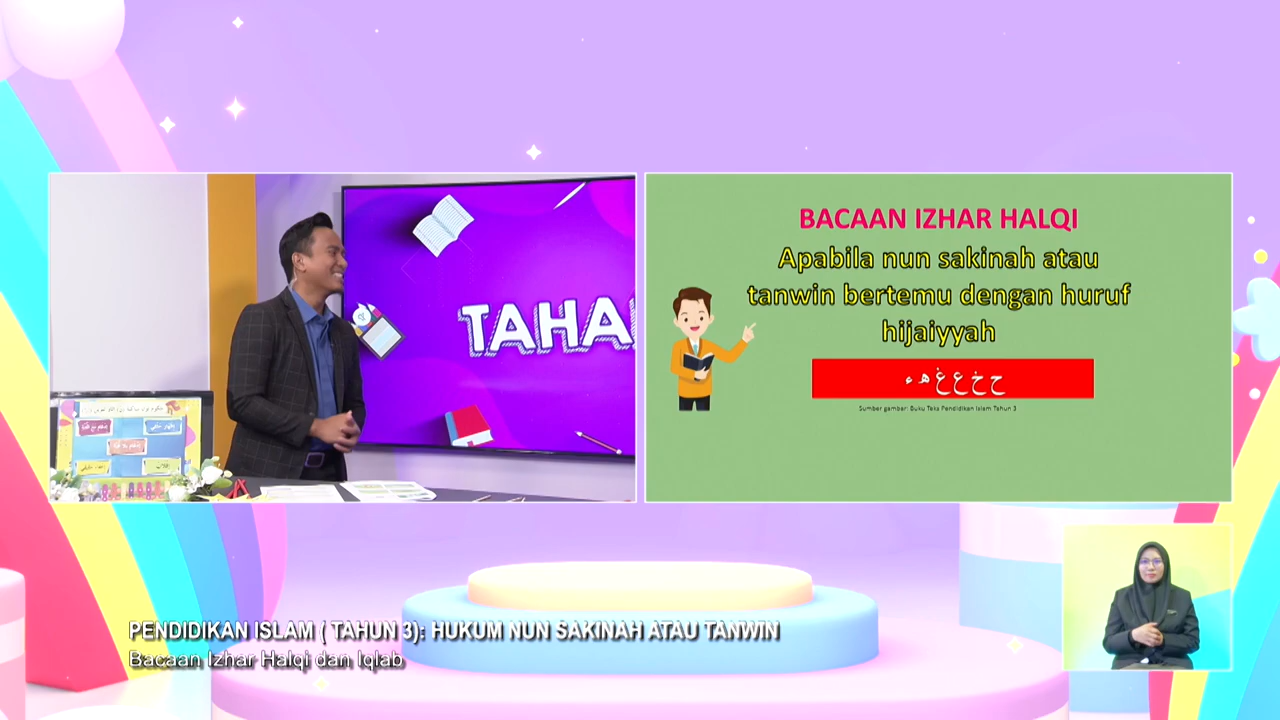 TAHA
BACAAN IZHAR HALQI
Apabila nun sakinah atau
tanwin bertemu dengan huruf
hijaiyyah
ح خ ع غ ه ء
Sumber gambar: Buku Teks Pendidikan Islam Tahun 3
PENDIDIKAN ISLAM ( TAHUN 3): HUKUM NUN SAKINAH ATAU TANWIN
Bacaan Izhar Halqi dan Iqlab